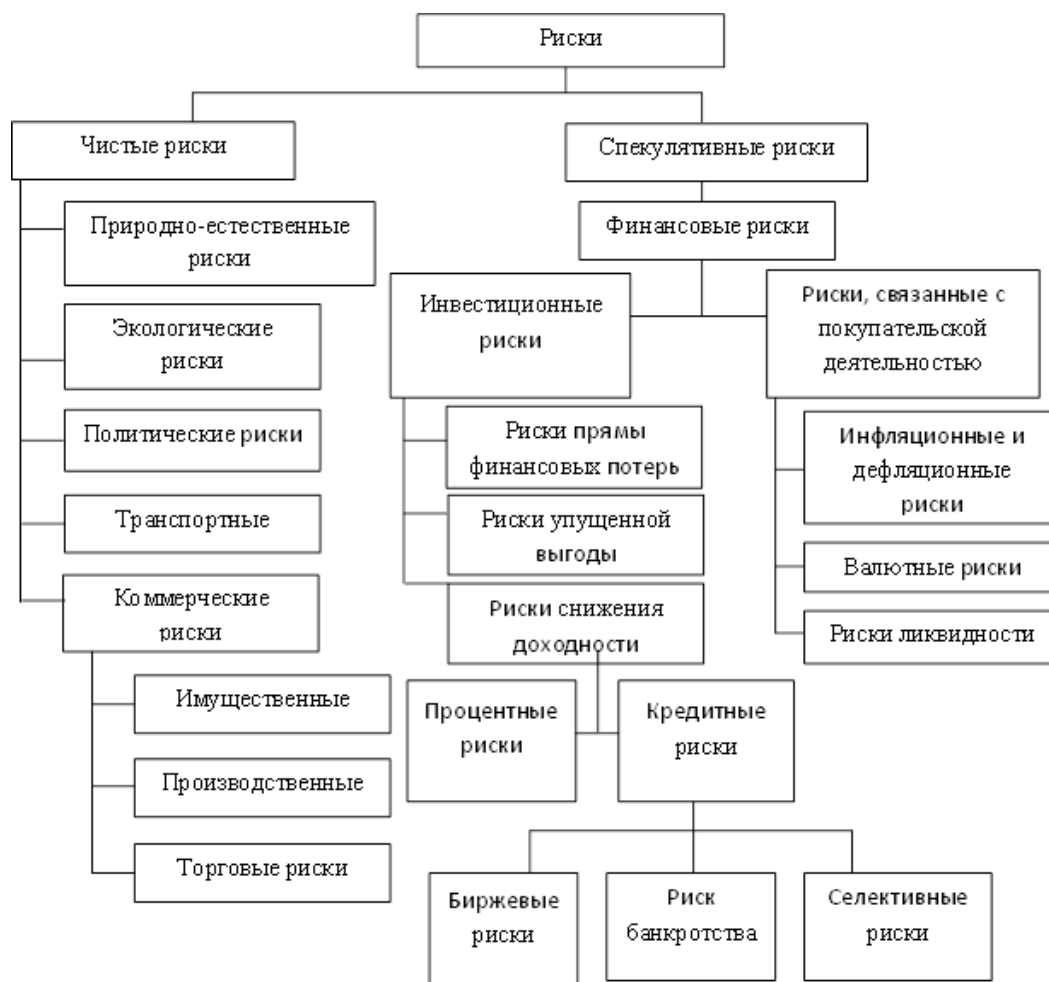 Риски
Чистые риски
Спекулятивные риски
Природно-естественные
риски
Экологические
риски
Политические риски
Транспортные
Коммерческие
риски
Имущественные
Производственные
Торговые риски
Финансовые риски
Инвестиционные
риски
Риски прямы
финансовых потерь
Риски упущенной
выгоды
Риски снижения
доходности
Процентные
риски
Кредитные
риски
Биржевые
риски
Риск
банкротства
Селективные
риски
Риски, связанные с
покупательской
деятельностью
Инфляционные и
дефляционные
риски
Валютные риски
Риски ликвидности